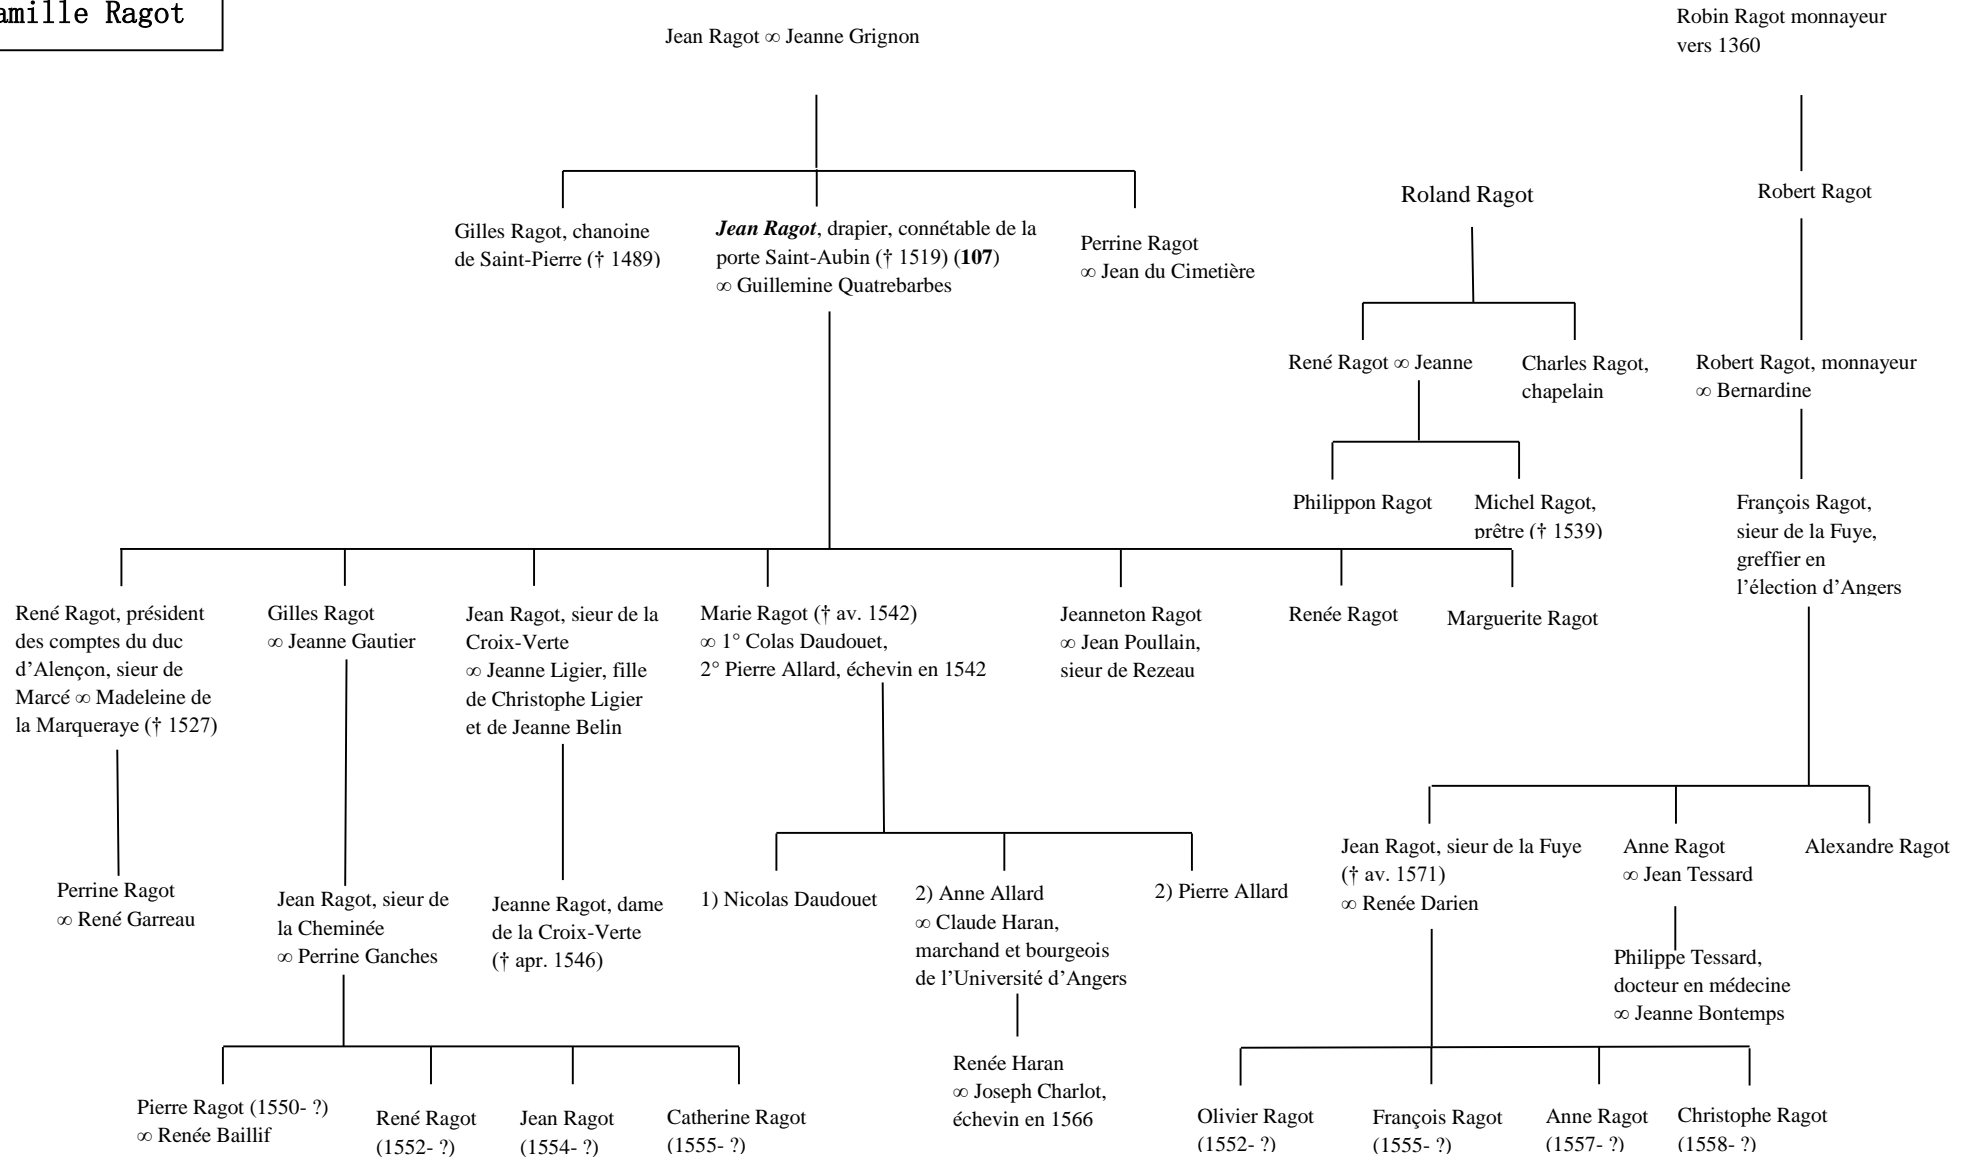 amille Ragot
Jean Ragot ∞ Jeanne Grignon
Robin Ragot monnayeur
vers 1360
Gilles Ragot, chanoine
de Saint-Pierre († 1489)
Jean Ragot, drapier, connétable de la
porte Saint-Aubin († 1519) (107)
∞ Guillemine Quatrebarbes
Perrine Ragot
∞ Jean du Cimetière
Roland Ragot
Robert Ragot
René Ragot ∞ Jeanne
Charles Ragot,
chapelain
Robert Ragot, monnayeur
∞ Bernardine
Philippon Ragot
Michel Ragot,
prêtre († 1539)
François Ragot,
sieur de la Fuye,
greffier en
l’élection d’Angers
René Ragot, président
des comptes du duc
d’Alençon, sieur de
Marcé ∞ Madeleine de
la Marqueraye († 1527)
Gilles Ragot
∞ Jeanne Gautier
Jean Ragot, sieur de la
Croix-Verte
∞ Jeanne Ligier, fille
de Christophe Ligier
et de Jeanne Belin
Marie Ragot († av. 1542)
∞ 1° Colas Daudouet,
2° Pierre Allard, échevin en 1542
Jeanneton Ragot
∞ Jean Poullain,
sieur de Rezeau
Renée Ragot
Marguerite Ragot
Perrine Ragot
∞ René Garreau
Jean Ragot, sieur de
la Cheminée
∞ Perrine Ganches
Jeanne Ragot, dame
de la Croix-Verte
(† apr. 1546)
1) Nicolas Daudouet
2) Anne Allard
∞ Claude Haran,
marchand et bourgeois
de l’Université d’Angers
2) Pierre Allard
Jean Ragot, sieur de la Fuye
(† av. 1571)
∞ Renée Darien
Anne Ragot
∞ Jean Tessard
Alexandre Ragot
Philippe Tessard,
docteur en médecine
∞ Jeanne Bontemps
Pierre Ragot (1550- ?)
∞ Renée Baillif
René Ragot
(1552- ?)
Jean Ragot
(1554- ?)
Catherine Ragot
(1555- ?)
Renée Haran
∞ Joseph Charlot,
échevin en 1566
Olivier Ragot
(1552- ?)
François Ragot
(1555- ?)
Anne Ragot
(1557- ?)
Christophe Ragot
(1558- ?)